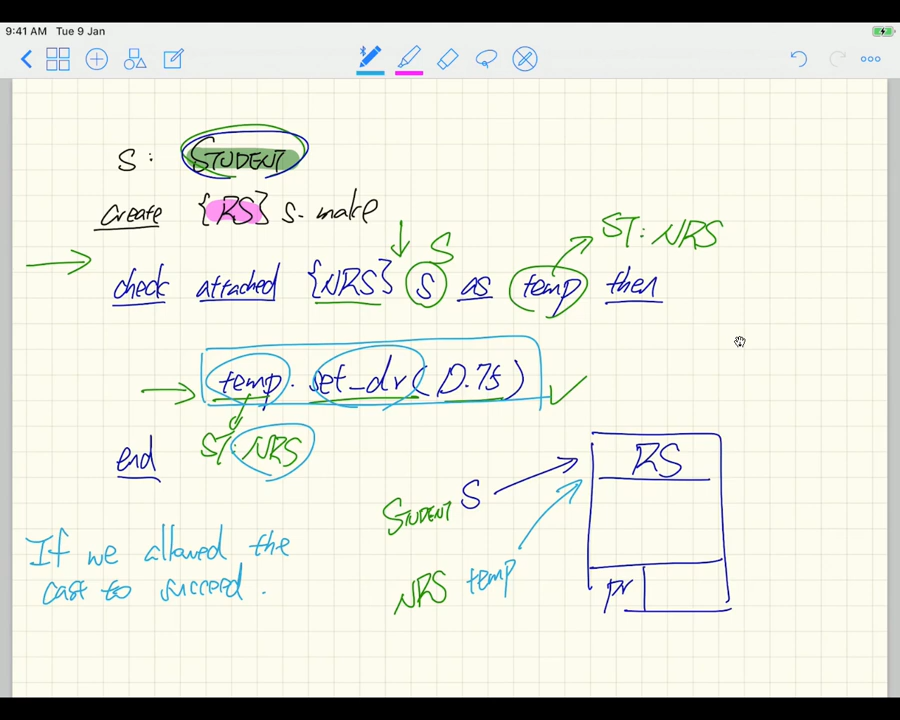 9:41 AM Tue 9 Jan
S: STUDENT
create {RS} s.make
S
ST: NRS
check attached {NRS} S as temp then
temp.set_dr(0.75)
ST: NRS
end
RS
STUDENT S
If we allowed the
cast to succeed.
NRS temp
pr